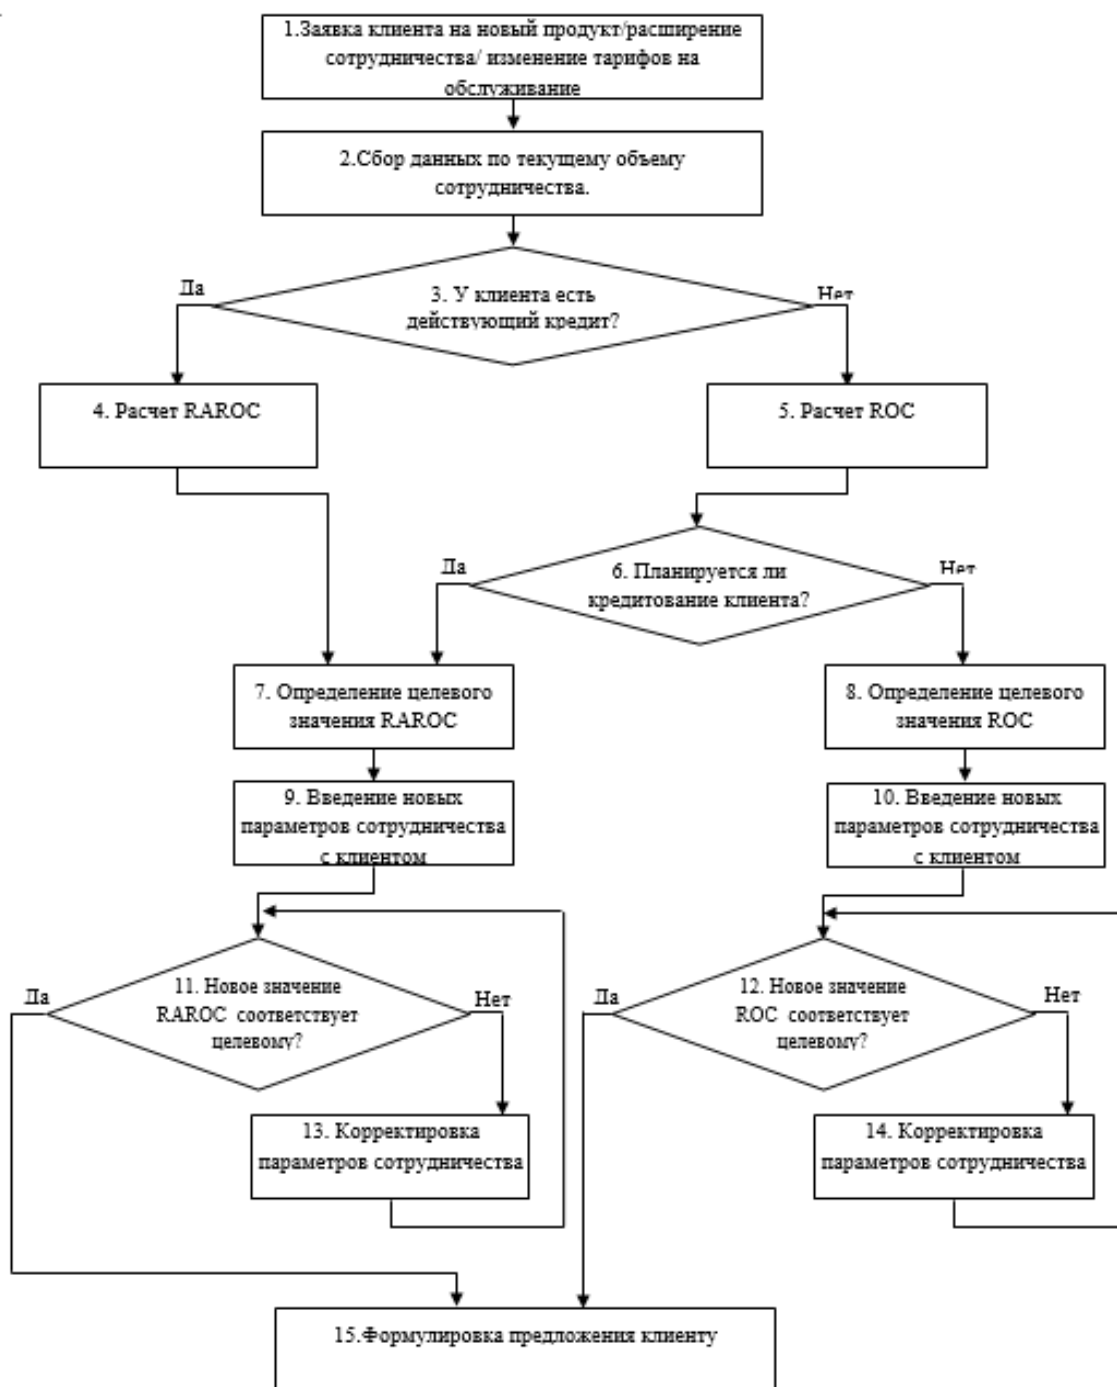 1.Заявка клиента на новый продукт/расширение
сотрудничества/ изменение тарифов на
обслуживание
2.Сбор данных по текущему объему
сотрудничества.
3. У клиента есть
действующий кредит?
Да
Нет
4. Расчет RAROC
5. Расчет ROC
6. Планируется ли
кредитование клиента?
Да
Нет
7. Определение целевого
значения RAROC
8. Определение целевого
значения ROC
9. Введение новых
параметров сотрудничества
с клиентом
10. Введение новых
параметров сотрудничества
с клиентом
11. Новое значение
RAROC соответствует
целевому?
Да
Нет
12. Новое значение
ROC соответствует
целевому?
Да
Нет
13. Корректировка
параметров сотрудничества
14. Корректировка
параметров сотрудничества
15.Формулировка предложения клиенту